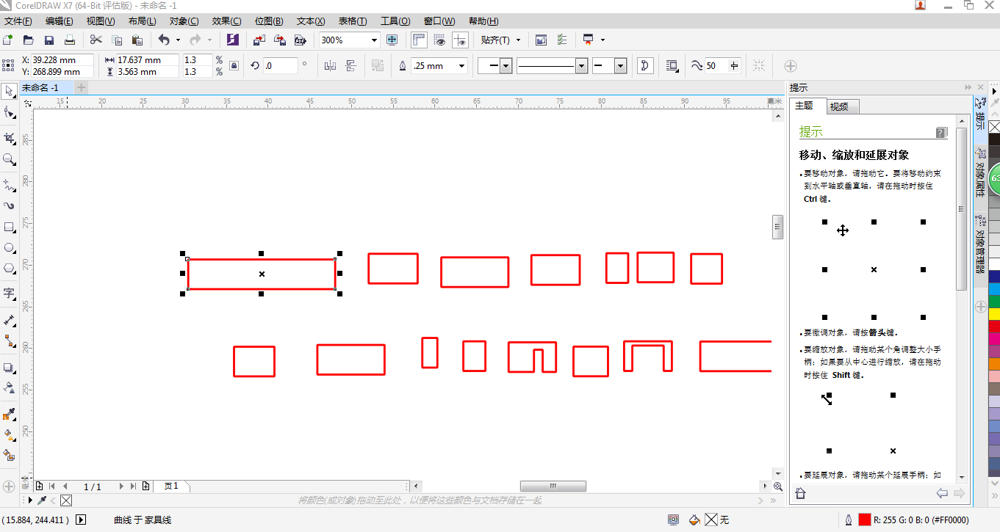 CorelDRAW X7 (64-Bit 评估版) - 未命名 -1
文件(F) 编辑(E) 视图(V) 布局(L) 对象(C) 效果(C) 位图(B) 文本(X) 表格(T) 工具(O) 窗口(W) 帮助(H)
300% 贴齐(T)
X: 39.228 mm 17.637 mm 1.3 %
Y: 268.899 mm 3.563 mm 1.3 %
.0 ° .25 mm 50
未命名 -1
15 20 25 30 35 40 45 50 55 60 65 70 75 80 85 90 95 毫米
285
280
275
270
265
260
255
250
毫米
提示
主题 视频
提示
移动、缩放和延展对象
•要移动对象，请拖动它。要将移动约束
到水平轴或垂直轴，请在拖动时按住
Ctrl 键。
•要微调对象，请按箭头键。
•要缩放对象，请拖动某个角调整大小手
柄；如果要从中心进行缩放，请在拖动
时按住 Shift 键。
•要延展对象，请拖动某个延展手柄；如
提示
对象属性
对象管理器
63
1 / 1 页 1
将颜色(或对象)拖动至此处，以便将这些颜色与文档存储在一起
(15.884, 244.411 ) 曲线 于 家具线 无 R: 255 G: 0 B: 0 (#FF0000)